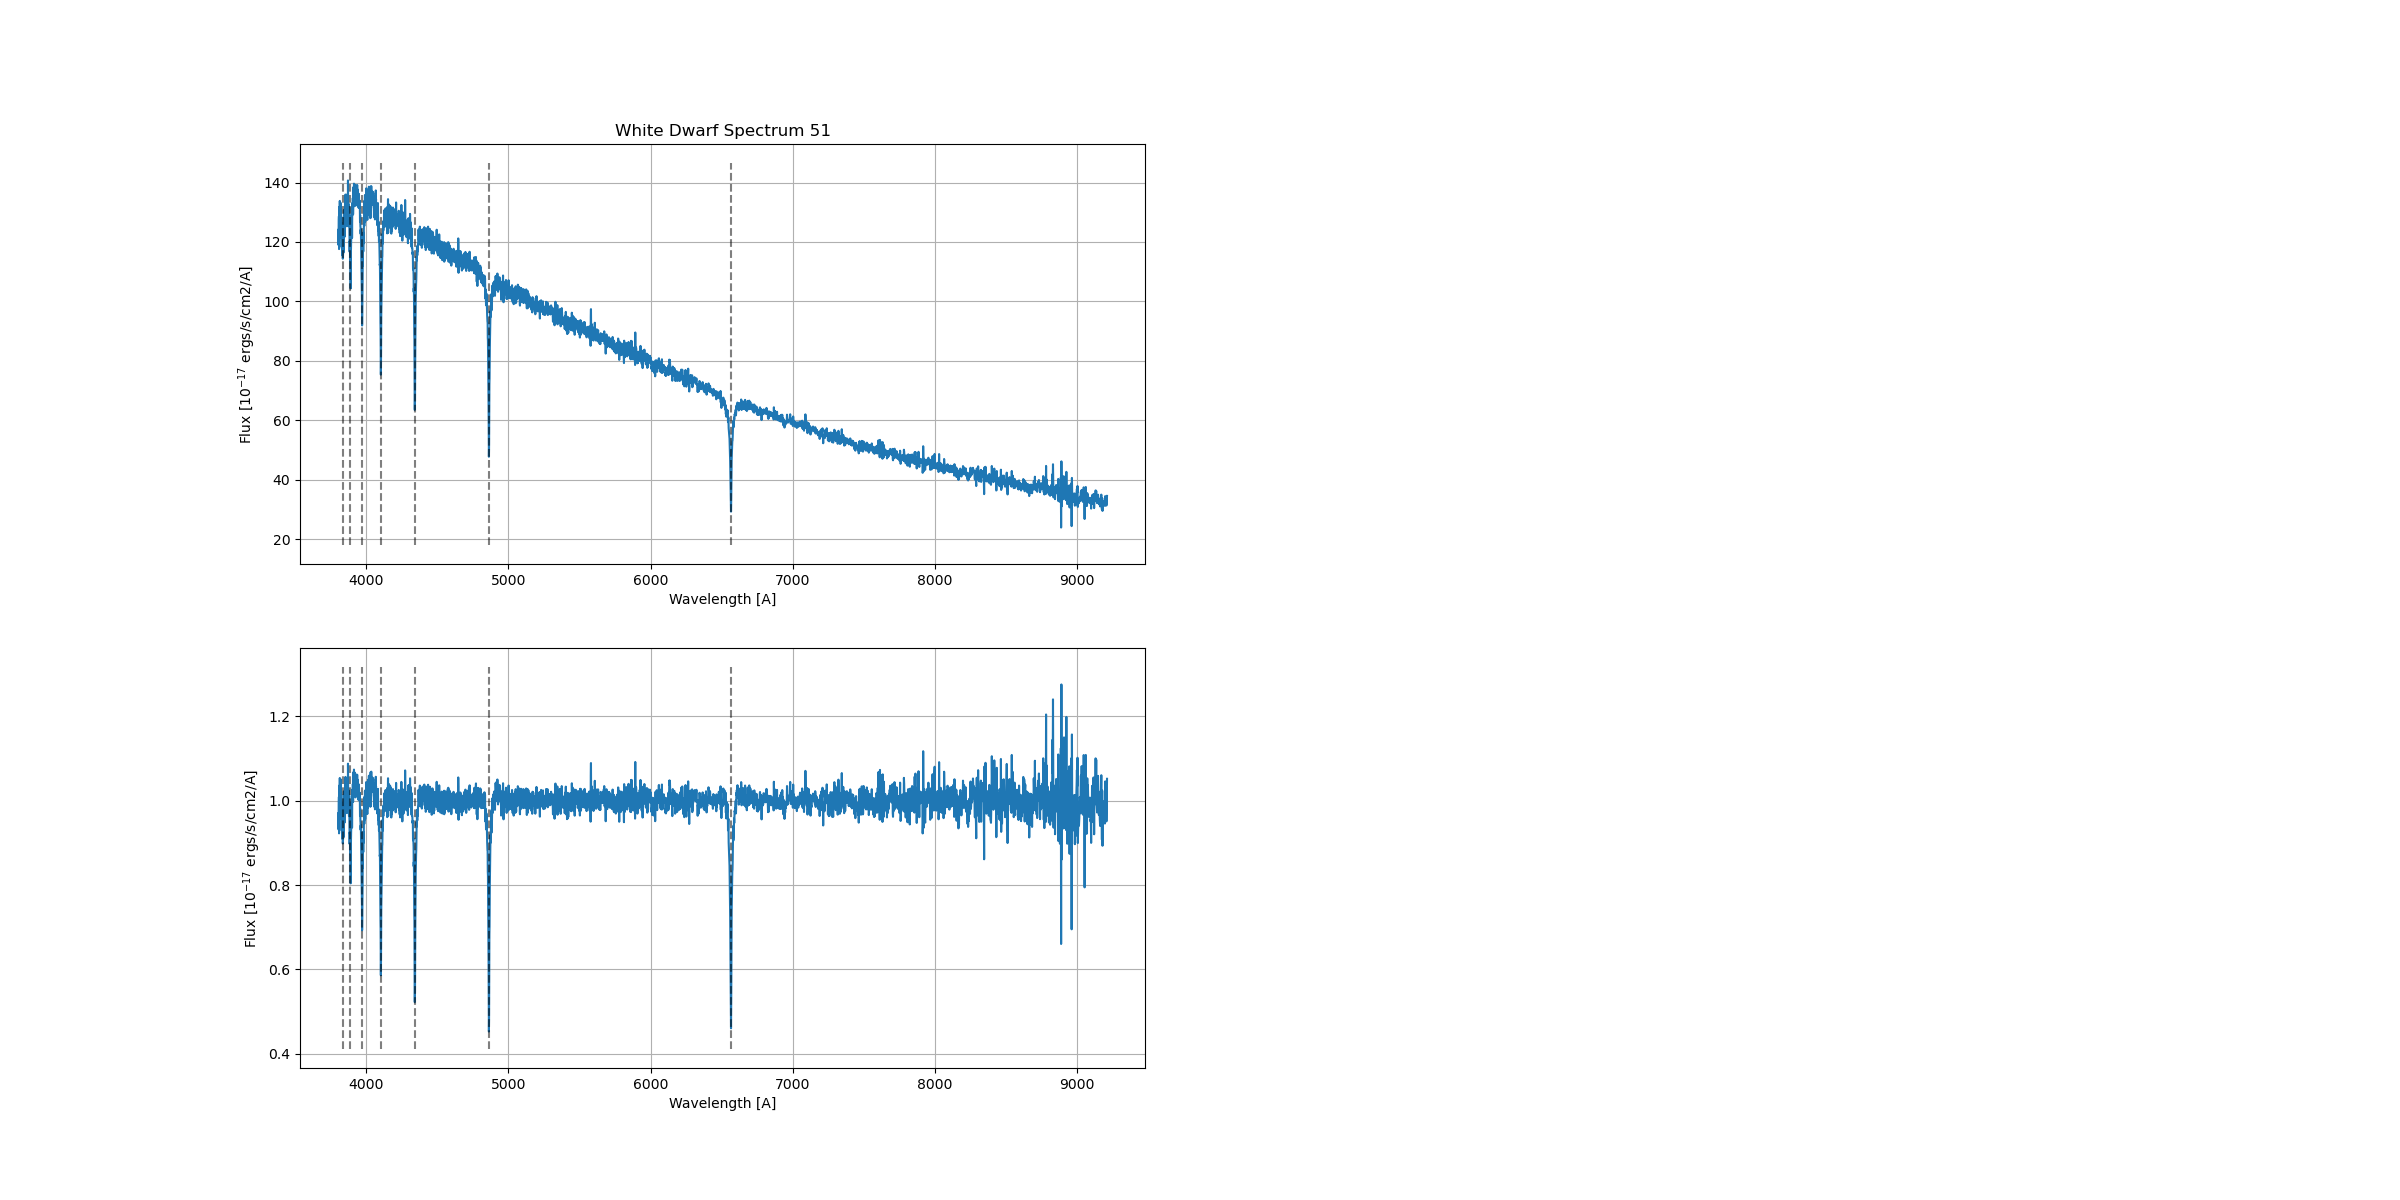 White Dwarf Spectrum 51
140
120
100
80
60
40
20
Flux [10⁻¹⁷ ergs/s/cm2/A]
4000 5000 6000 7000 8000 9000
Wavelength [A]
1.2
1.0
0.8
0.6
0.4
Flux [10⁻¹⁷ ergs/s/cm2/A]
4000 5000 6000 7000 8000 9000
Wavelength [A]